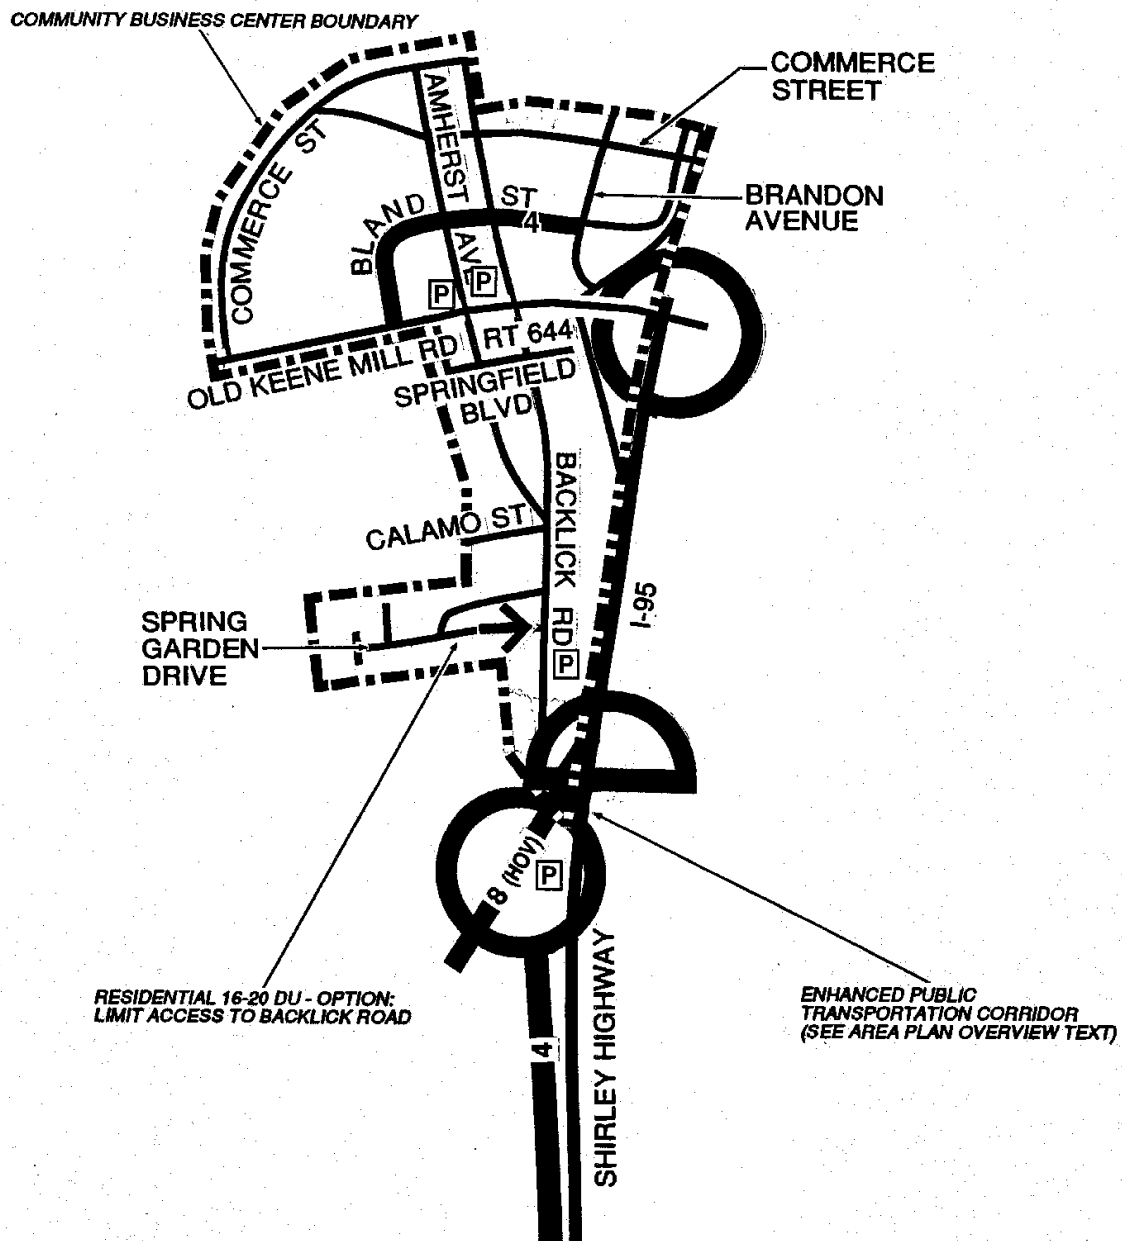 COMMUNITY BUSINESS CENTER BOUNDARY
COMMERCE
STREET
AMHERST
AV
COMMERCE ST
BLAND
ST
4
BRANDON
AVENUE
P
P
RT 644
OLD KEENE MILL RD
SPRINGFIELD
BLVD
BACKLICK RD
CALAMO ST
I-95
SPRING
GARDEN
DRIVE
P
8 (HOV)
P
RESIDENTIAL 16-20 DU - OPTION:
LIMIT ACCESS TO BACKLICK ROAD
ENHANCED PUBLIC
TRANSPORTATION CORRIDOR
(SEE AREA PLAN OVERVIEW TEXT)
4
SHIRLEY HIGHWAY